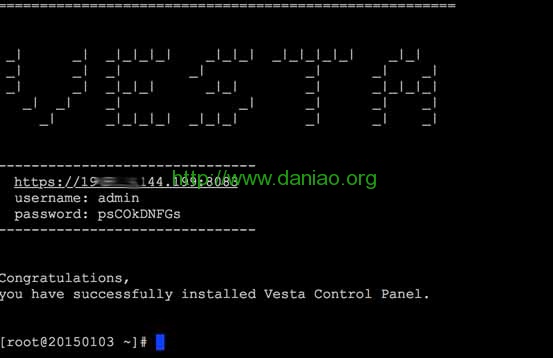 VESTA
https://19 144.199:8083
http://www.daniao.org
username: admin
password: psCOkDNFGs
Congratulations,
you have successfully installed Vesta Control Panel.
[root@20150103 ~]#